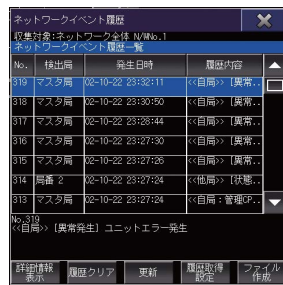 ネットワークイベント履歴
収集対象:ネットワーク全体 N/WNo.1
ネットワークイベント履歴一覧
No. 検出局 発生日時 履歴内容
319 マスタ局 02-10-22 23:32:11 <<自局>> [異常..
318 マスタ局 02-10-22 23:30:50 <<自局>> [異常..
317 マスタ局 02-10-22 23:28:44 <<自局>> [異常..
316 マスタ局 02-10-22 23:27:30 <<自局>> [異常..
315 マスタ局 02-10-22 23:27:26 <<自局>> [異常..
314 局番 2 02-10-22 23:27:24 <<他局>> [状態..
313 マスタ局 02-10-22 23:27:24 <<自局:管理CP..
No.319
<<自局>> [異常発生] ユニットエラー発生
詳細情報表示 履歴クリア 更新 履歴取得設定 ファイル作成